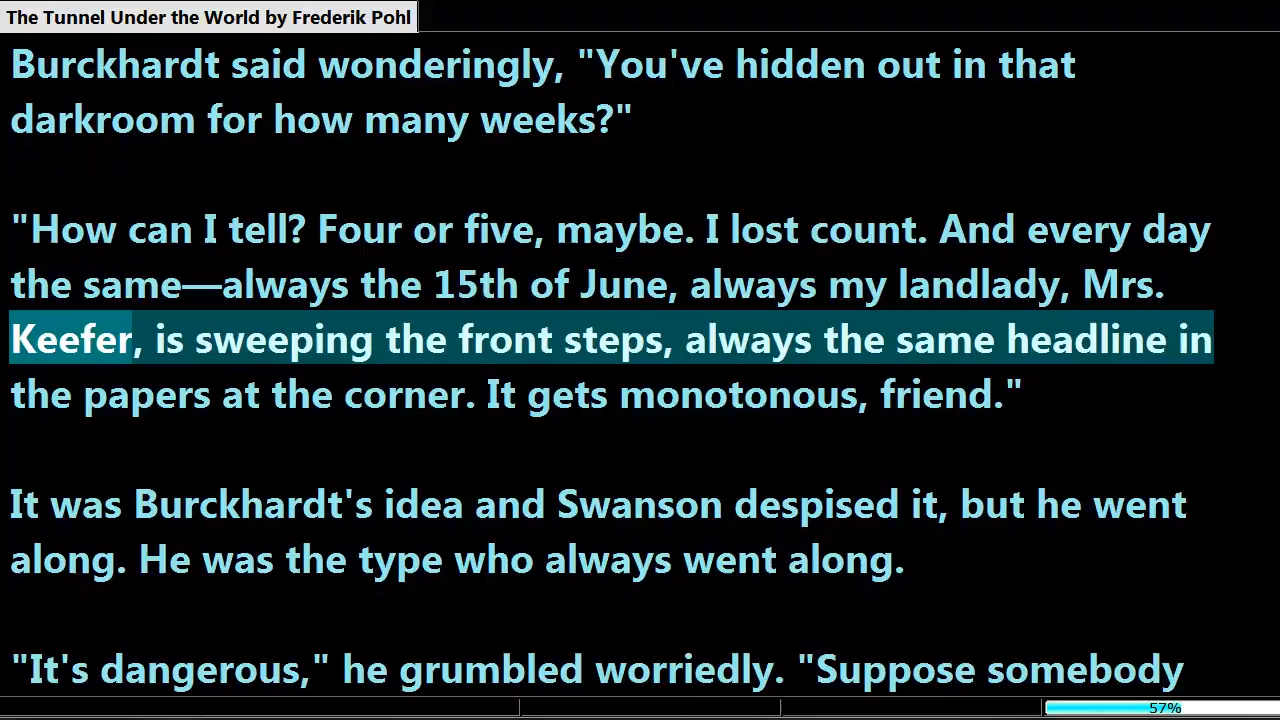 The Tunnel Under the World by Frederik Pohl
Burckhardt said wonderingly, "You've hidden out in that
darkroom for how many weeks?"
"How can I tell? Four or five, maybe. I lost count. And every day
the same—always the 15th of June, always my landlady, Mrs.
Keefer, is sweeping the front steps, always the same headline in
the papers at the corner. It gets monotonous, friend."
It was Burckhardt's idea and Swanson despised it, but he went
along. He was the type who always went along.
"It's dangerous," he grumbled worriedly. "Suppose somebody
57%